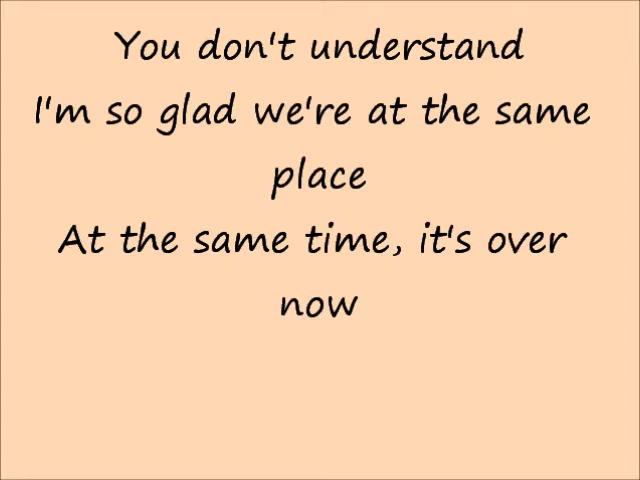 You don't understand
I'm so glad we're at the same
place
At the same time, it's over
now